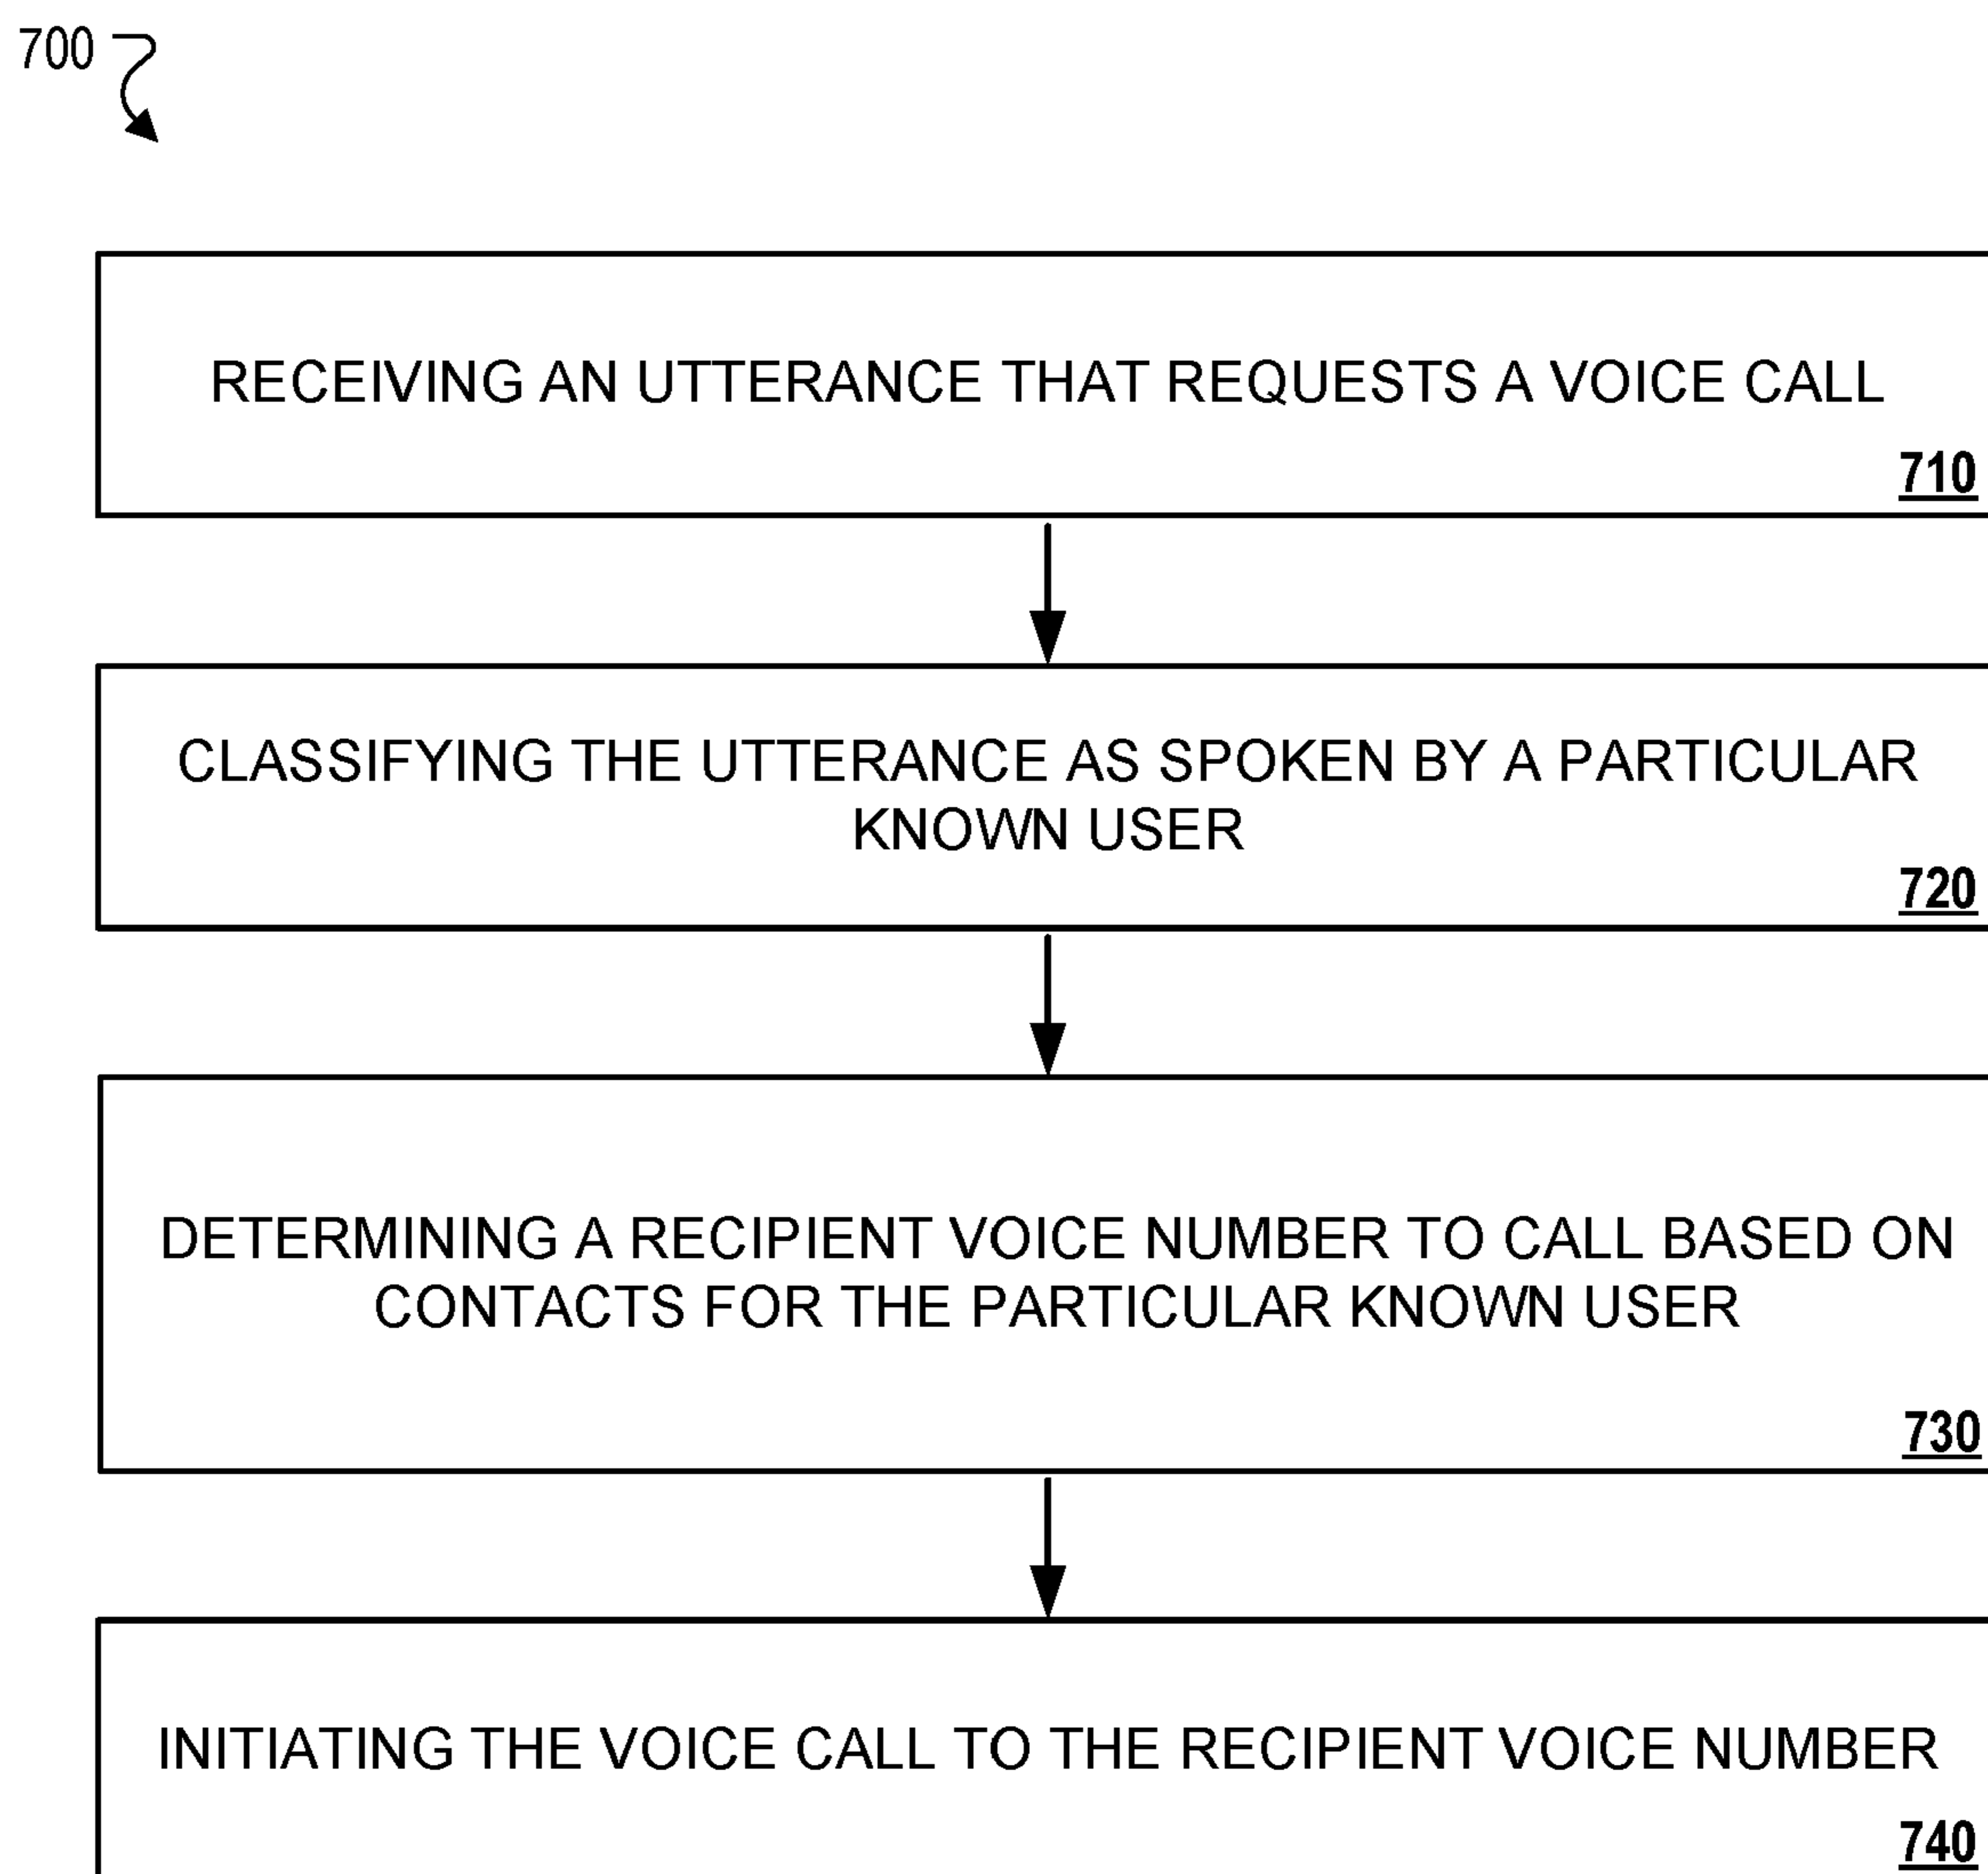 700
RECEIVING AN UTTERANCE THAT REQUESTS A VOICE CALL
710
CLASSIFYING THE UTTERANCE AS SPOKEN BY A PARTICULAR
KNOWN USER
720
DETERMINING A RECIPIENT VOICE NUMBER TO CALL BASED ON
CONTACTS FOR THE PARTICULAR KNOWN USER
730
INITIATING THE VOICE CALL TO THE RECIPIENT VOICE NUMBER
740